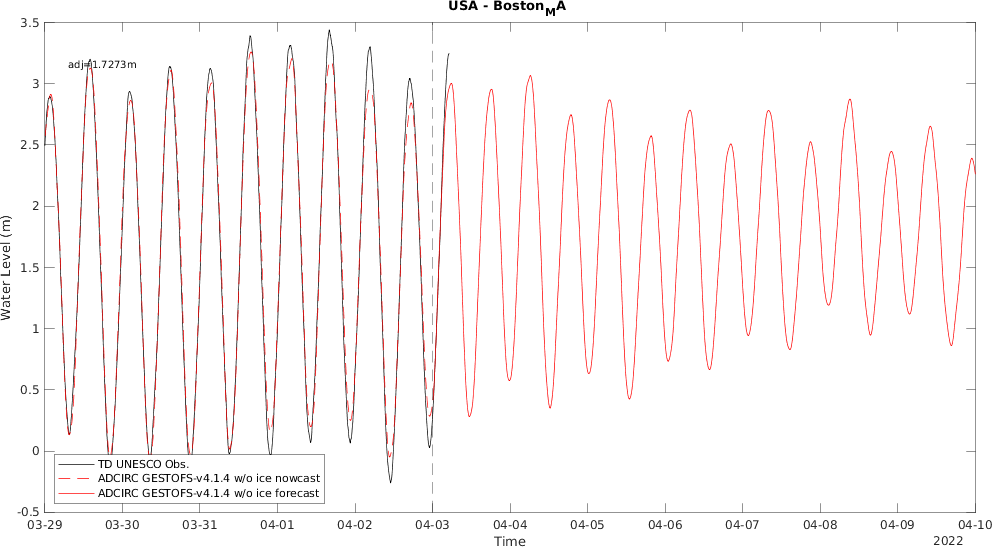 USA - Boston_MA
adj=1.7273m
3.5
3
2.5
2
1.5
1
0.5
0
-0.5
Water Level (m)
TD UNESCO Obs.
ADCIRC GESTOFS-v4.1.4 w/o ice nowcast
ADCIRC GESTOFS-v4.1.4 w/o ice forecast
03-29 03-30 03-31 04-01 04-02 04-03 04-04 04-05 04-06 04-07 04-08 04-09 04-10
Time
2022